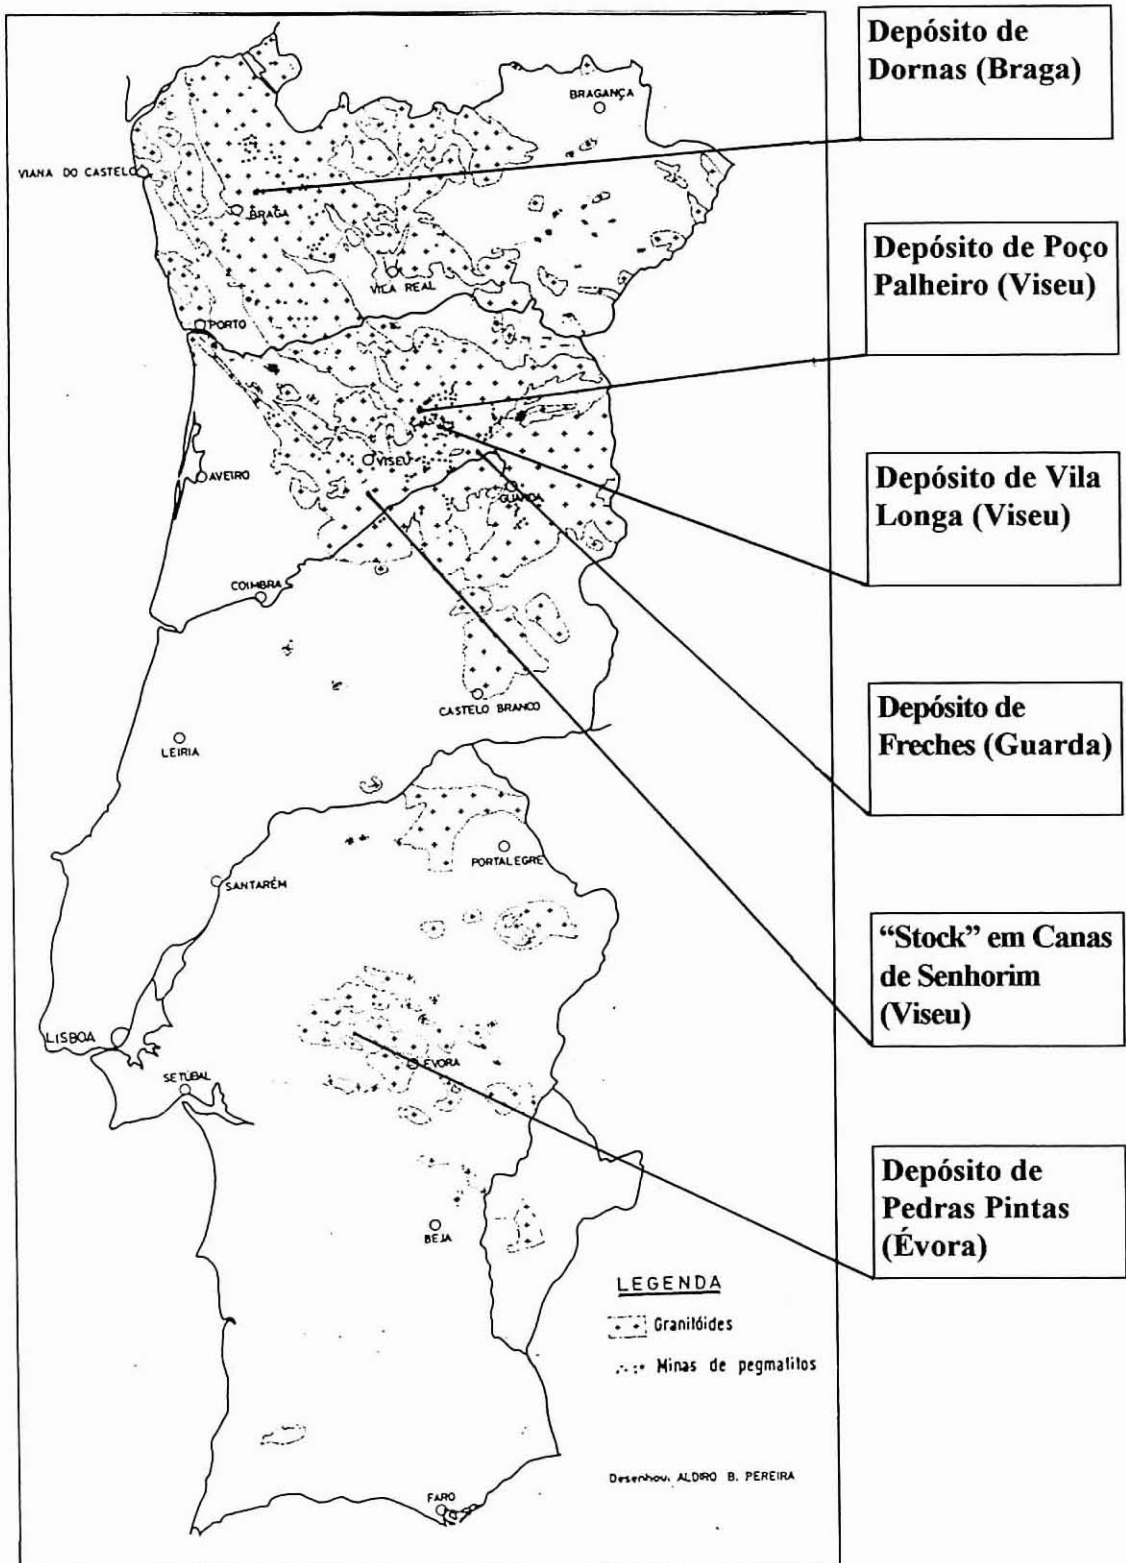 Depósito de
Dornas (Braga)
BRAGANÇA
VIANA DO CASTELO
BRAGA
Depósito de Poço
Palheiro (Viseu)
VILA REAL
PORTO
VISEU
AVEIRO
GUARDA
Depósito de Vila
Longa (Viseu)
COIMBRA
CASTELO BRANCO
Depósito de
Freches (Guarda)
LEIRIA
PORTALEGRE
SANTARÉM
“Stock” em Canas
de Senhorim
(Viseu)
LISBOA
ÉVORA
SETÚBAL
Depósito de
Pedras Pintas
(Évora)
BEJA
LEGENDA
Granitóides
Minas de pegmatitos
Desenhou. ALDIRO B. PEREIRA
FARO